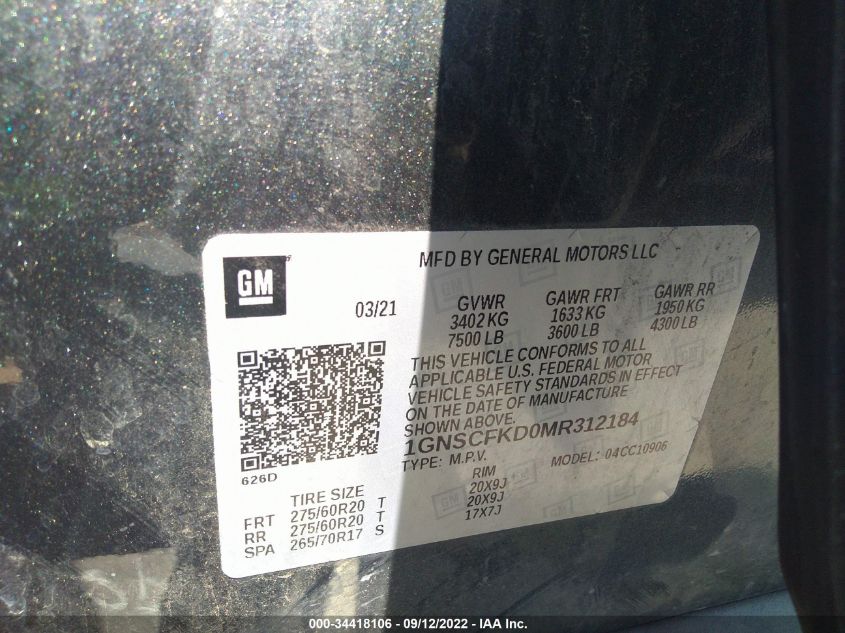 GM
MFD BY GENERAL MOTORS LLC
03/21
GVWR GAWR FRT GAWR RR
3402 KG 1633 KG 1950 KG
7500 LB 3600 LB 4300 LB
THIS VEHICLE CONFORMS TO ALL
APPLICABLE U.S. FEDERAL MOTOR
VEHICLE SAFETY STANDARDS IN EFFECT
ON THE DATE OF MANUFACTURE
SHOWN ABOVE.
1GNSCFKD0MR312184
TYPE: M.P.V. MODEL: 04CC10906
626D
TIRE SIZE RIM
FRT 275/60R20 T 20X9J
RR 275/60R20 T 20X9J
SPA 265/70R17 S 17X7J
000-34418106 - 09/12/2022 - IAA Inc.